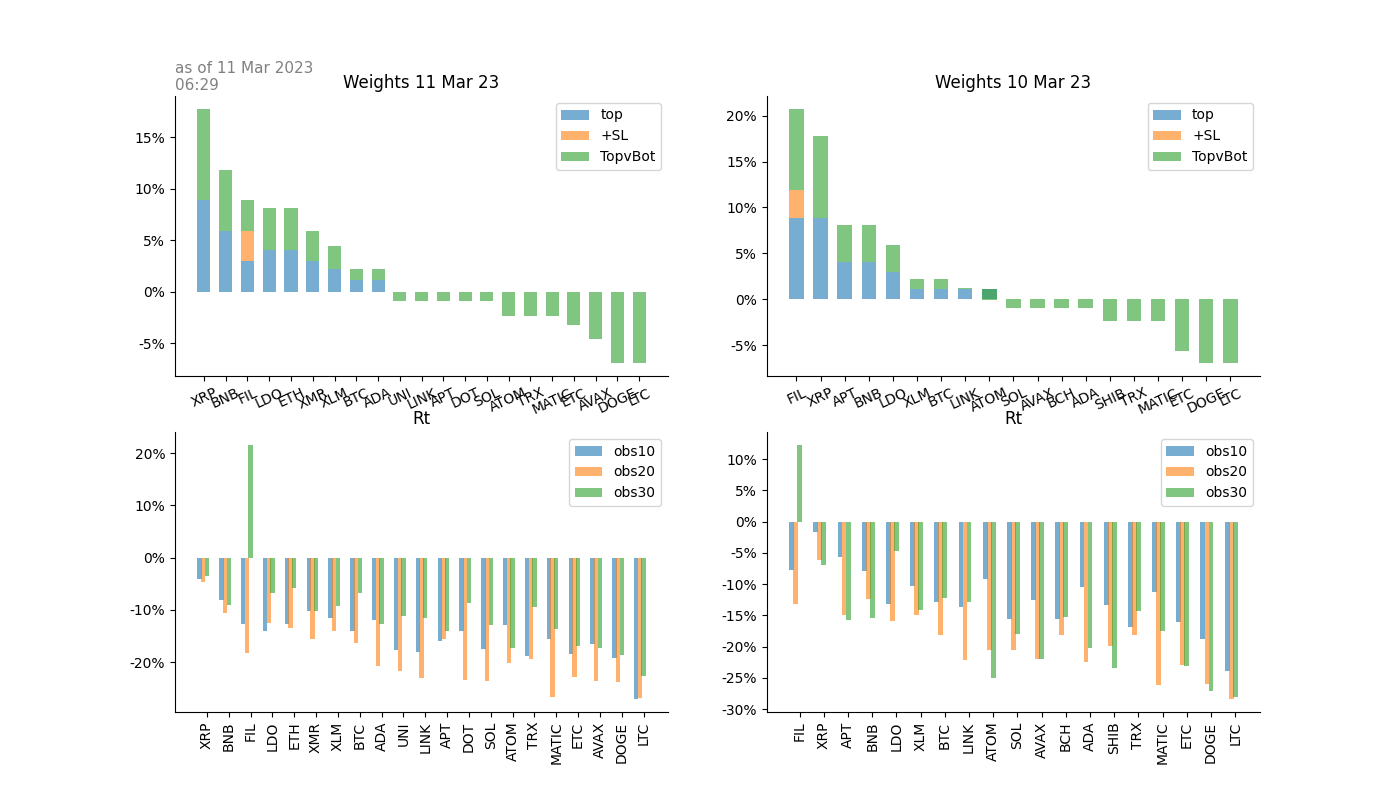 as of 11 Mar 2023
06:29
Weights 11 Mar 23
top
+SL
TopvBot
15%
10%
5%
0%
-5%
XRP BNB FIL LDO ETH XMR XLM BTC ADA UNI LINK APT DOT SOL ATOM TRX MATIC ETC AVAX DOGE LTC
Weights 10 Mar 23
top
+SL
TopvBot
20%
15%
10%
5%
0%
-5%
FIL XRP APT BNB LDO XLM BTC LINK ATOM SOL AVAX BCH ADA SHIB TRX MATIC ETC DOGE LTC
Rt
obs10
obs20
obs30
20%
10%
0%
-10%
-20%
XRP BNB FIL LDO ETH XMR XLM BTC ADA UNI LINK APT DOT SOL ATOM TRX MATIC ETC AVAX DOGE LTC
Rt
obs10
obs20
obs30
10%
5%
0%
-5%
-10%
-15%
-20%
-25%
-30%
FIL XRP APT BNB LDO XLM BTC LINK ATOM SOL AVAX BCH ADA SHIB TRX MATIC ETC DOGE LTC